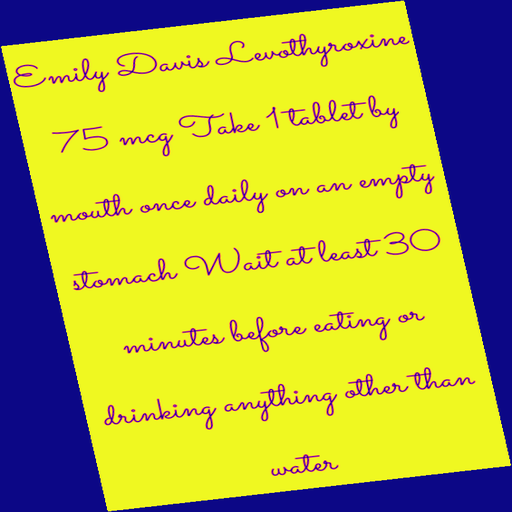 Emily Davis Levothyroxine
75 mcg Take 1 tablet by
mouth once daily on an empty
stomach Wait at least 30
minutes before eating or
drinking anything other than
water